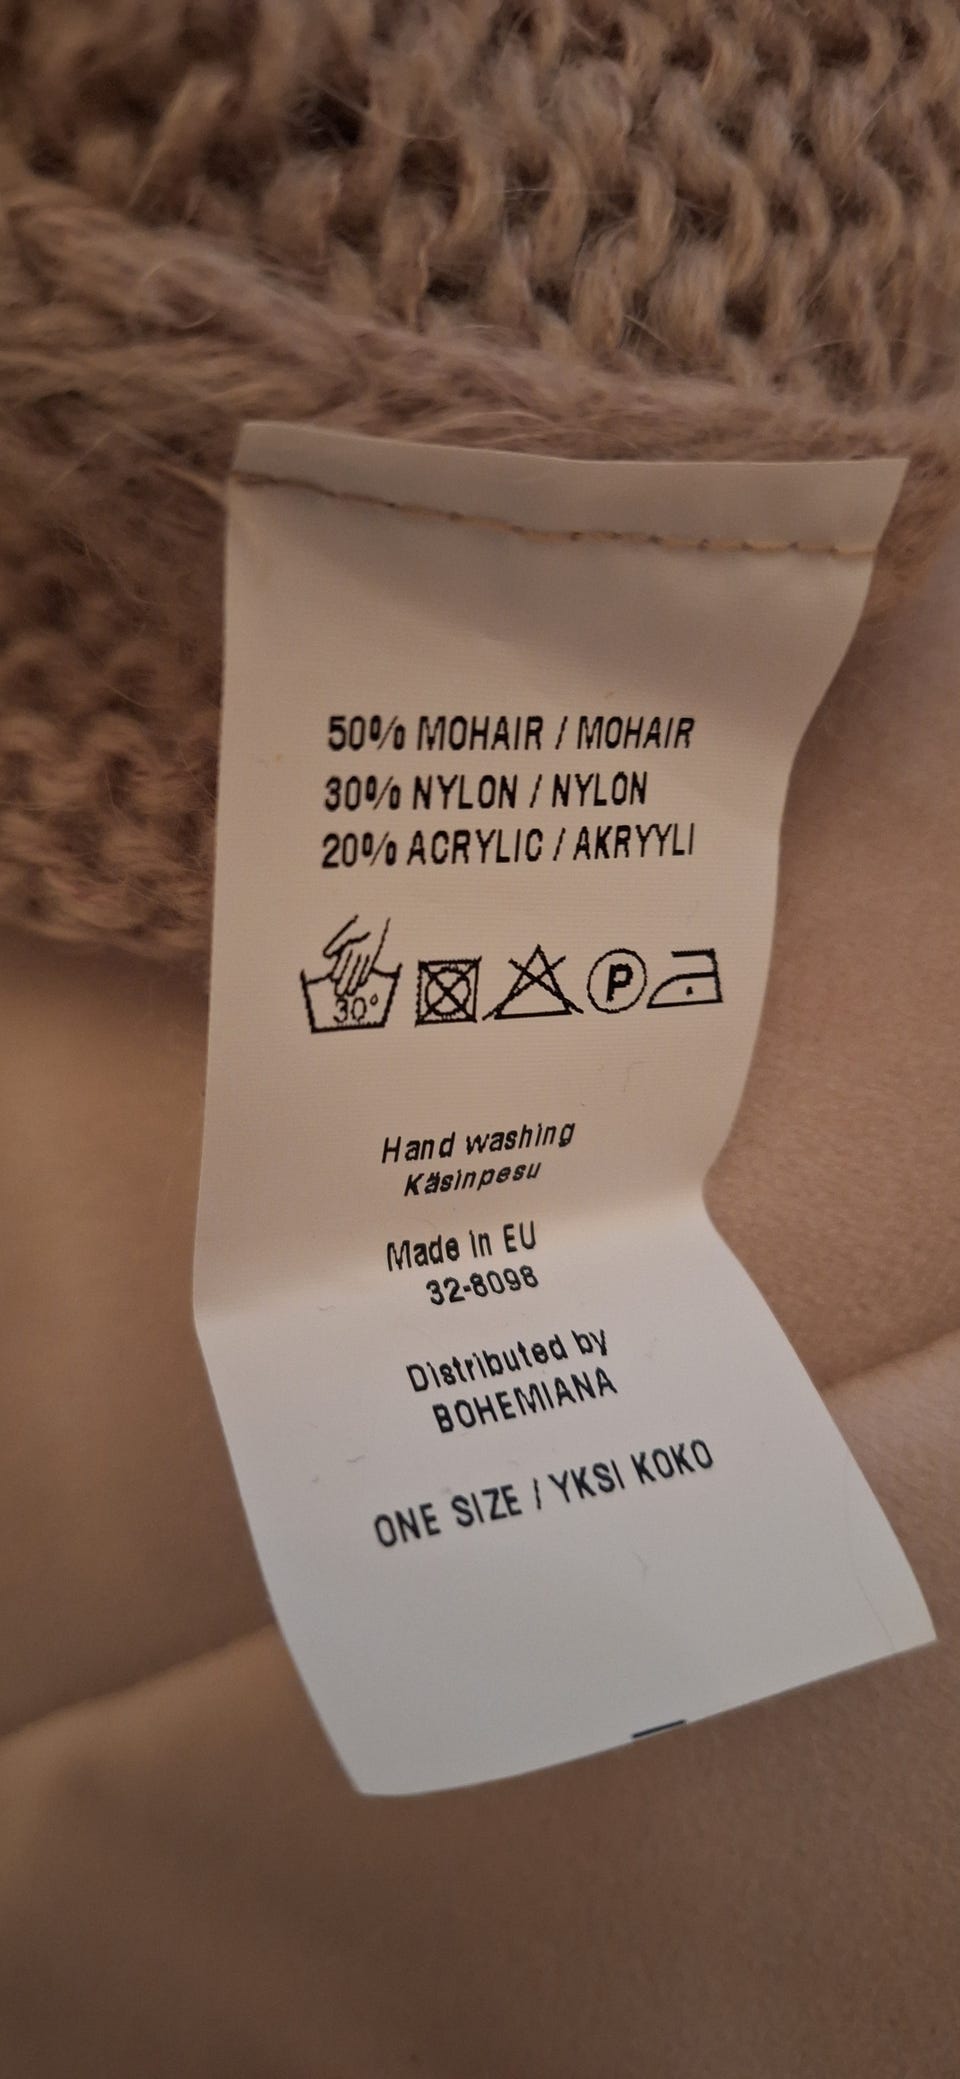 50% MOHAIR / MOHAIR
30% NYLON / NYLON
20% ACRYLIC / AKRYYLI
30° P
Hand washing
Käsinpesu
Made in EU
32-8098
Distributed by
BOHEMIANA
ONE SIZE / YKSI KOKO